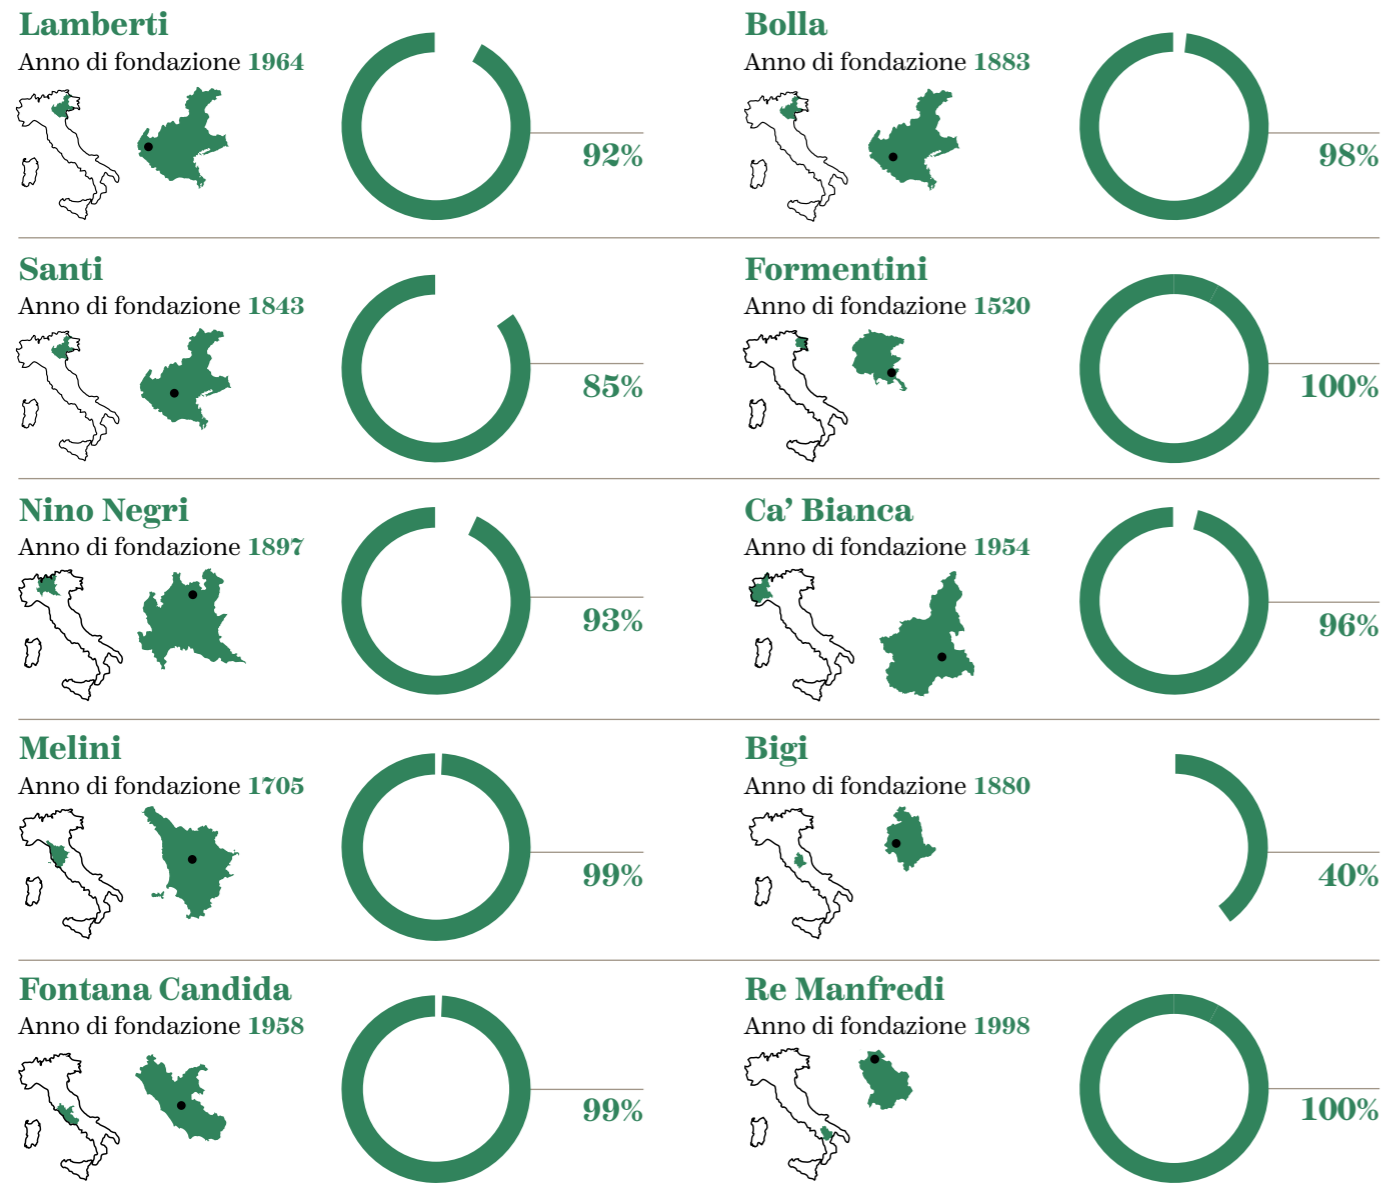 Lamberti
Anno di fondazione 1964
92%
Bolla
Anno di fondazione 1883
98%
Santi
Anno di fondazione 1843
85%
Formentini
Anno di fondazione 1520
100%
Nino Negri
Anno di fondazione 1897
93%
Ca’ Bianca
Anno di fondazione 1954
96%
Melini
Anno di fondazione 1705
99%
Bigi
Anno di fondazione 1880
40%
Fontana Candida
Anno di fondazione 1958
99%
Re Manfredi
Anno di fondazione 1998
100%